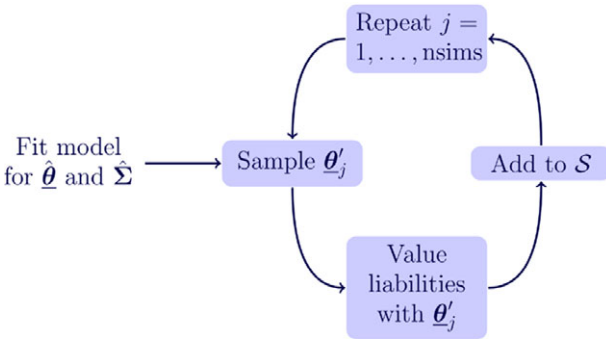 Repeat j =
1, . . . , nsims
Fit model
for θ̲̂ and Σ̂
Sample θ̲′ⱼ
Add to 𝒮
Value
liabilities
with θ̲′ⱼ